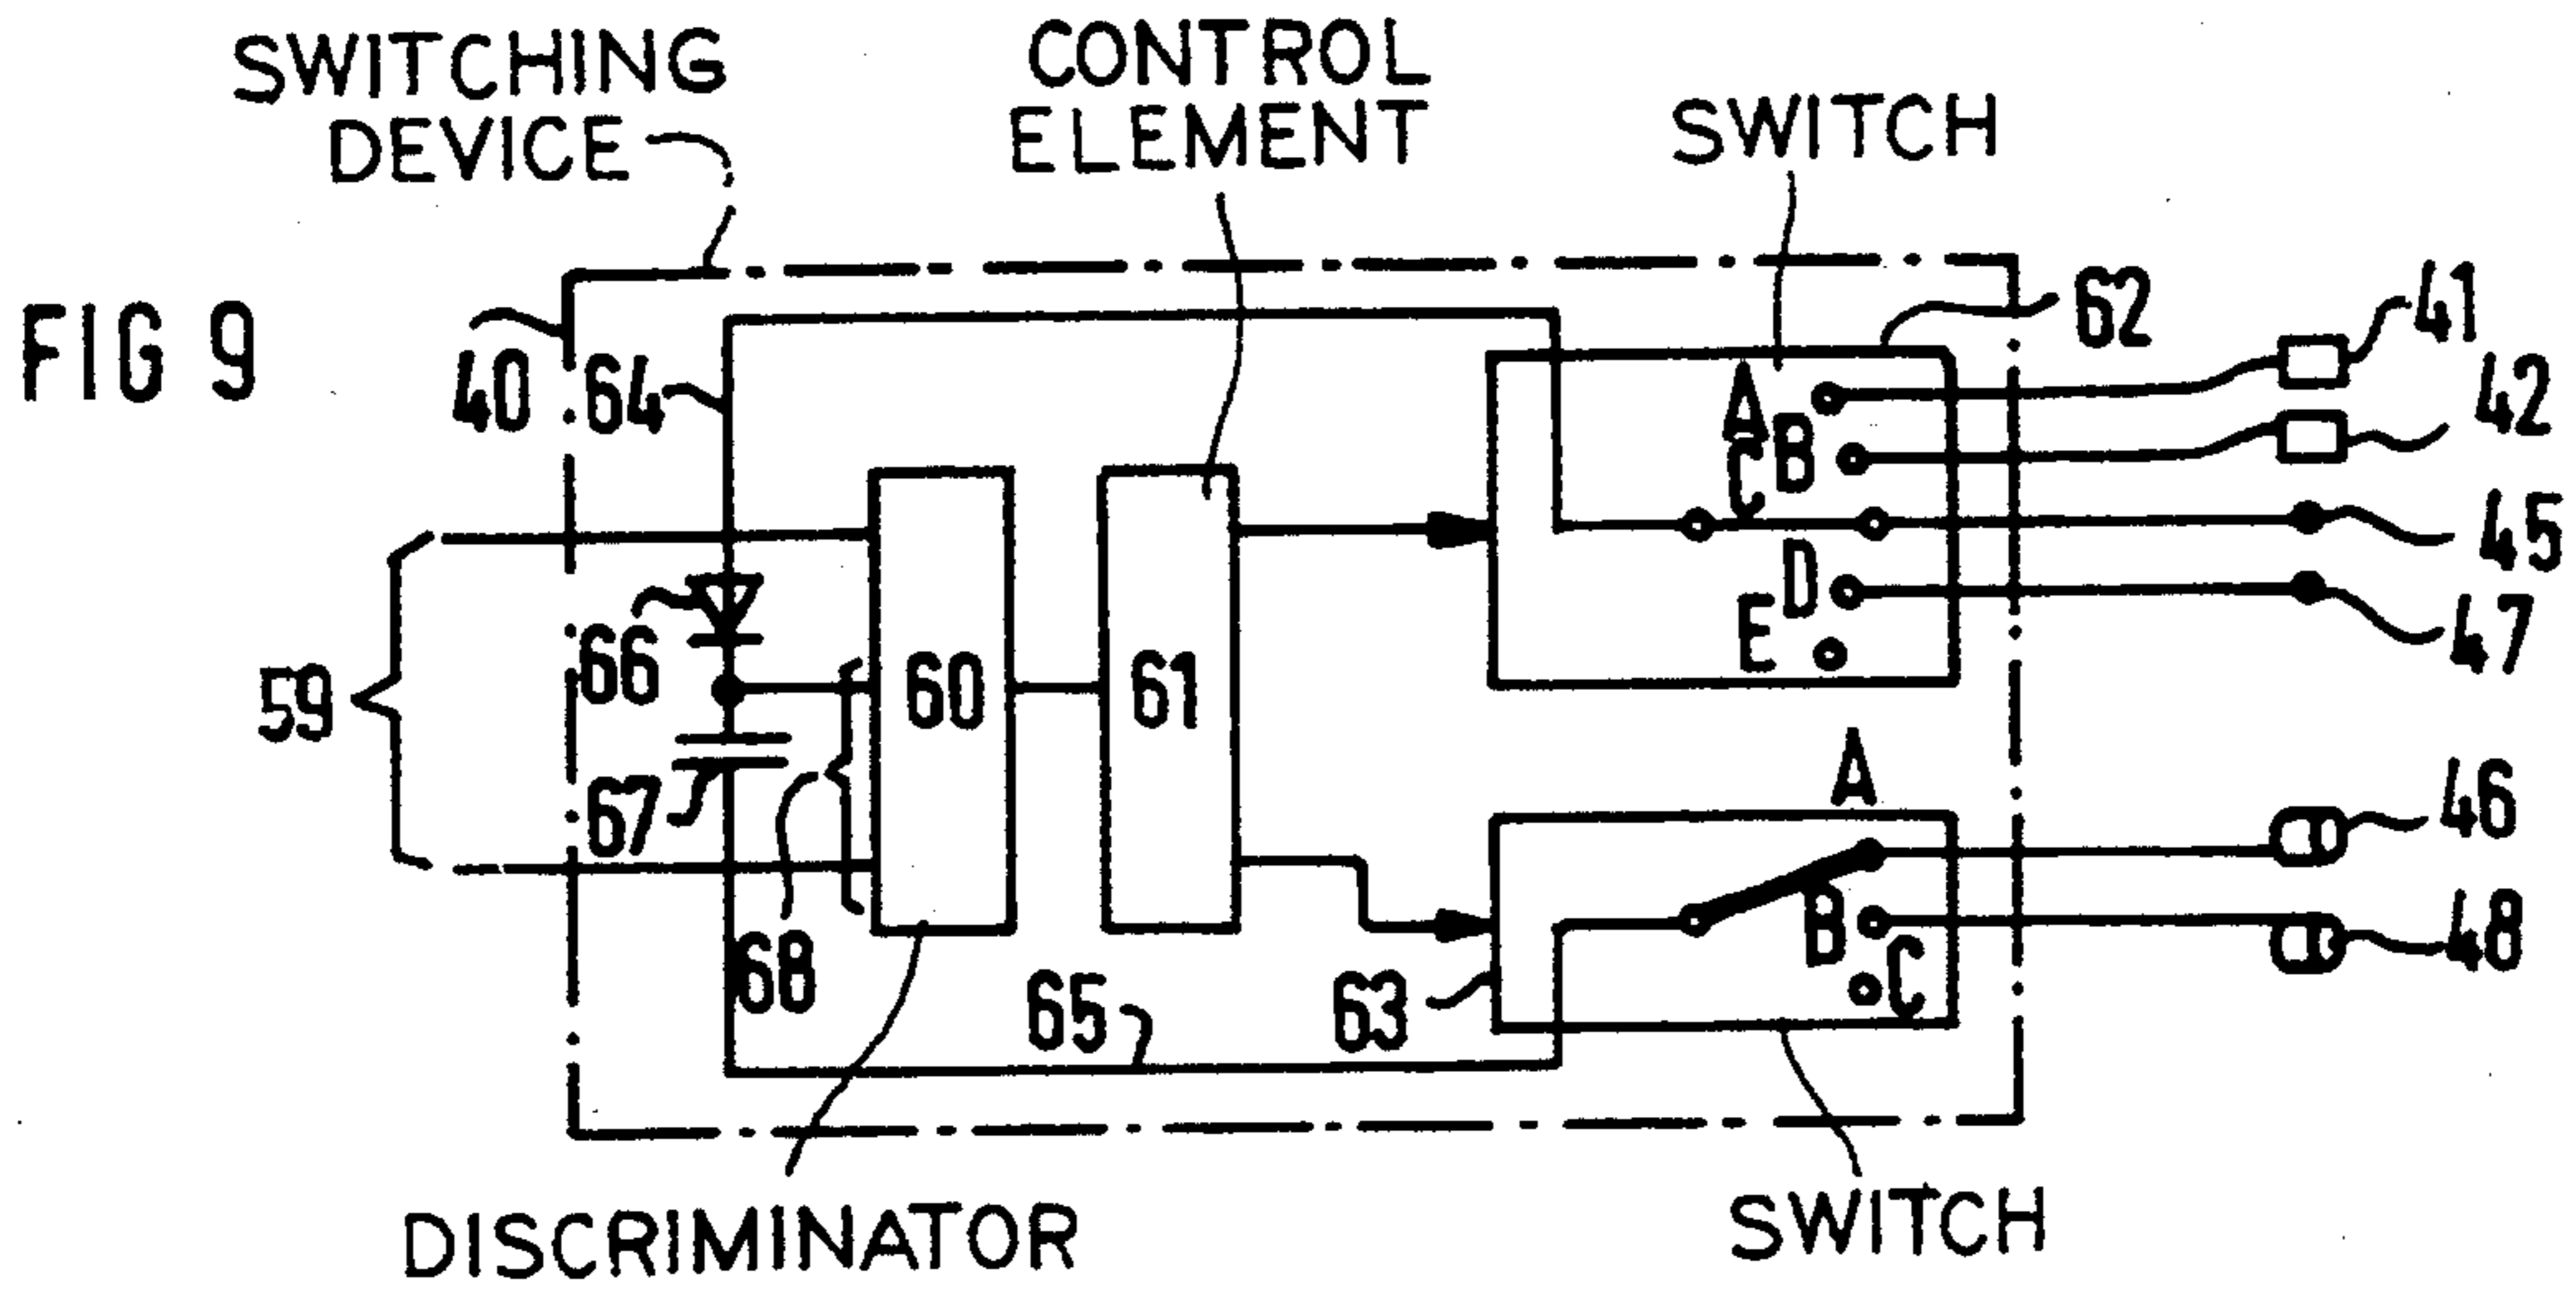 SWITCHING
DEVICE
CONTROL
ELEMENT
SWITCH
FIG 9
40
64
62
41
42
A
B
C
45
D
E
47
66
59
60
61
67
68
A
46
B
C
48
65
63
DISCRIMINATOR
SWITCH